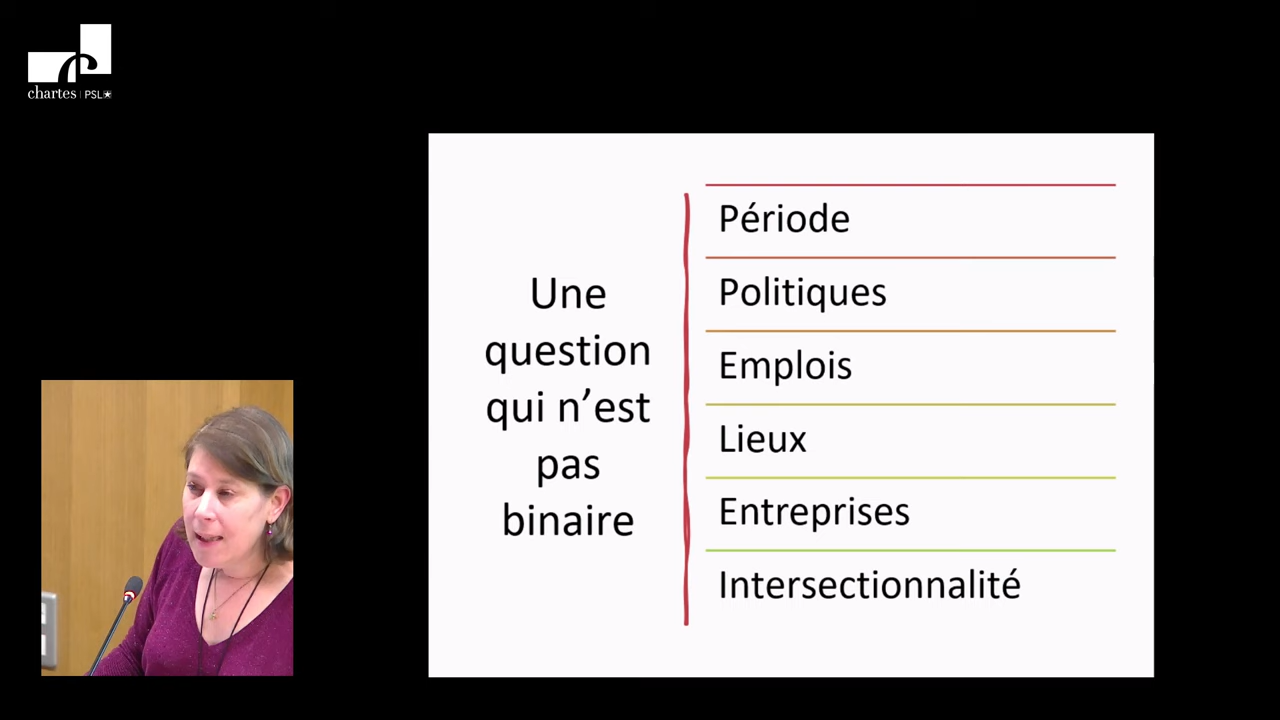 chartes | PSL★
Une
question
qui n’est
pas
binaire
Période
Politiques
Emplois
Lieux
Entreprises
Intersectionnalité